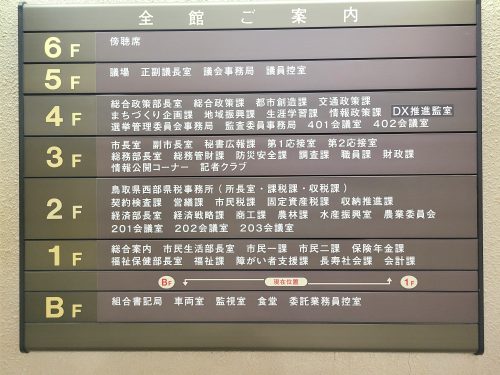 全館ご案内
6F 傍聴席
5F 議場 正副議長室 議会事務局 議員控室
4F 総合政策部長室 総合政策課 都市創造課 交通政策課
まちづくり企画課 地域振興課 生涯学習課 情報政策課 DX推進監室
選挙管理委員会事務局 監査委員事務局 401会議室 402会議室
3F 市長室 副市長室 秘書広報課 第1応接室 第2応接室
総務部長室 総務管財課 防災安全課 調査課 職員課 財政課
情報公開コーナー 記者クラブ
2F 鳥取県西部県税事務所(所長室・課税課・収税課)
契約検査課 営繕課 市民税課 固定資産税課 収納推進課
経済部長室 経済戦略課 商工課 農林課 水産振興室 農業委員会
201会議室 202会議室 203会議室
1F 総合案内 市民生活部長室 市民一課 市民二課 保険年金課
福祉保健部長室 福祉課 障がい者支援課 長寿社会課 会計課
BF 現在位置 1F
BF 組合書記局 車両室 監視室 食堂 委託業務員控室